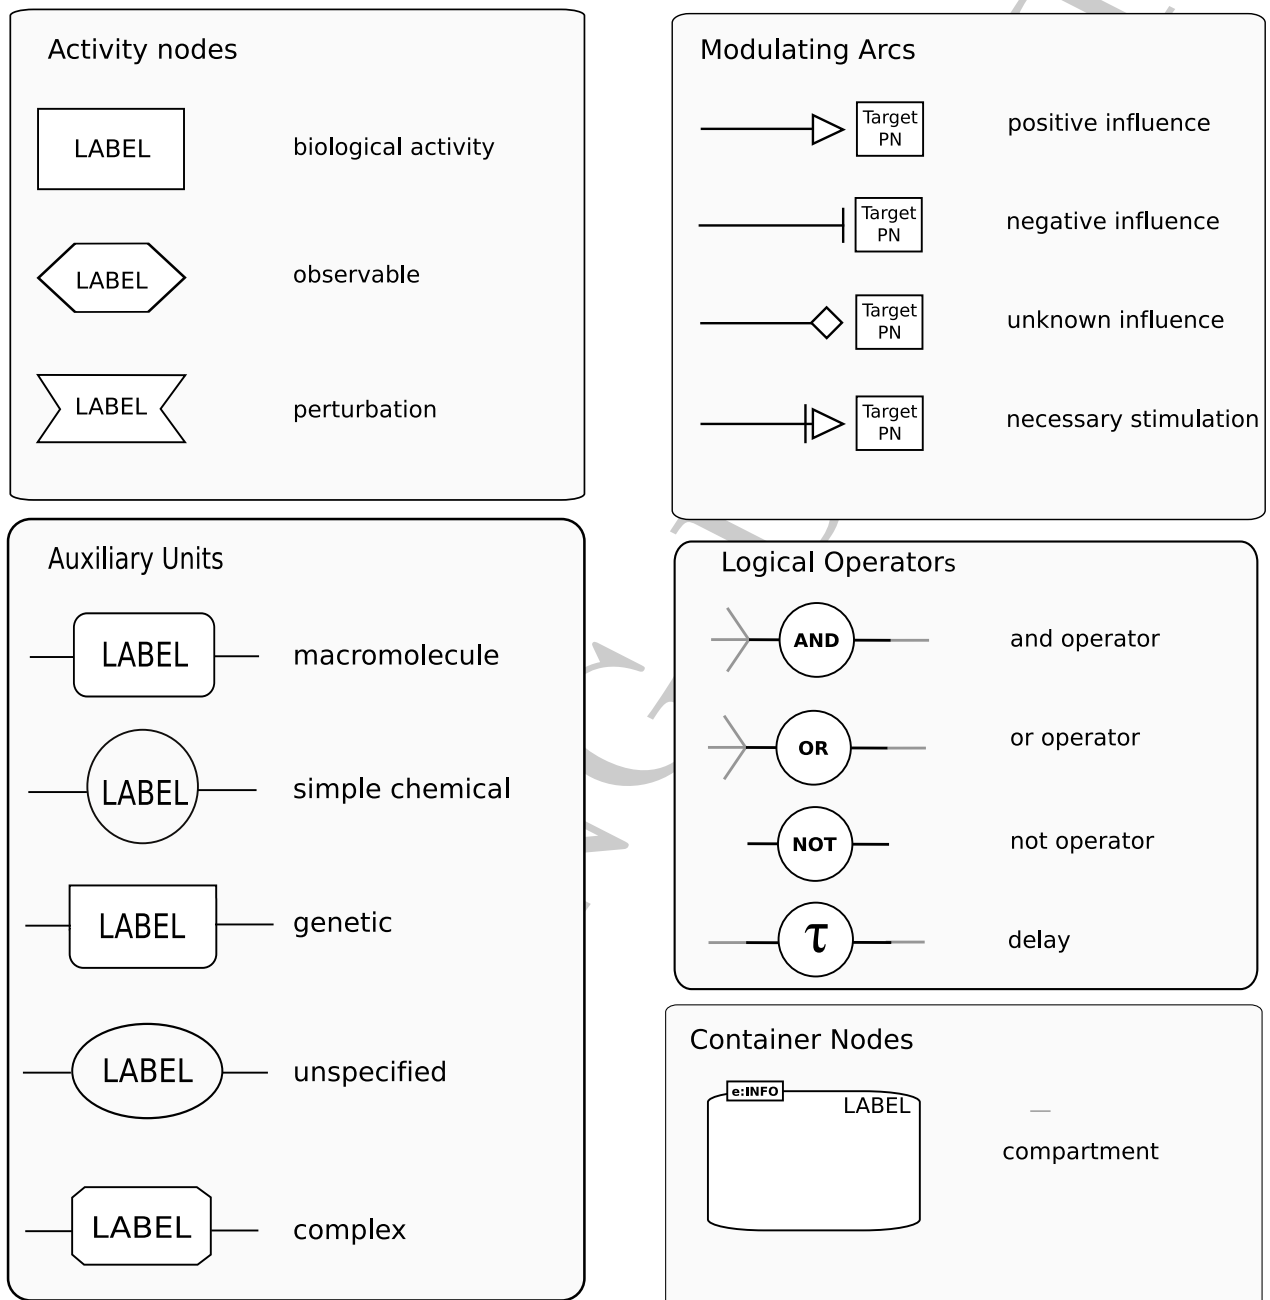 Activity nodes
LABEL
biological activity
LABEL
observable
LABEL
perturbation
Modulating Arcs
Target
PN
positive influence
Target
PN
negative influence
Target
PN
unknown influence
Target
PN
necessary stimulation
Auxiliary Units
LABEL
macromolecule
LABEL
simple chemical
LABEL
genetic
LABEL
unspecified
LABEL
complex
Logical Operators
AND
and operator
OR
or operator
NOT
not operator
τ
delay
Container Nodes
e:INFO
LABEL
compartment